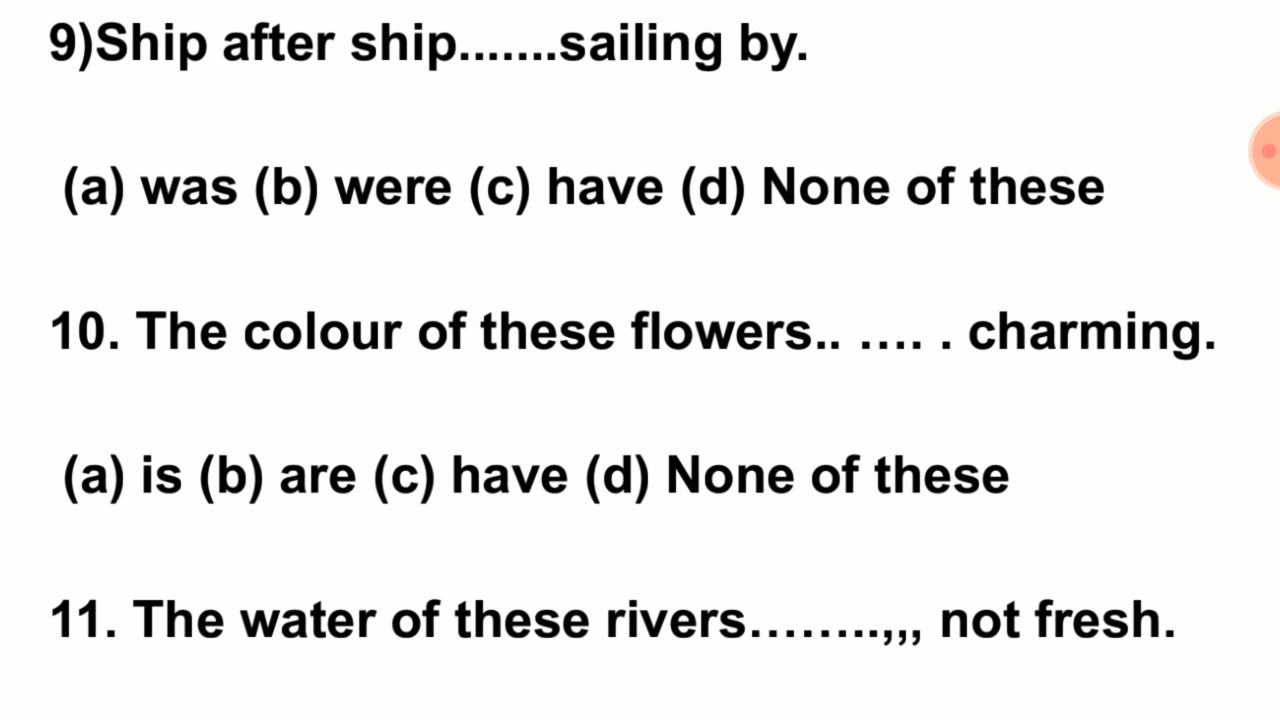 9)Ship after ship.......sailing by.
(a) was (b) were (c) have (d) None of these
10. The colour of these flowers.. .... . charming.
(a) is (b) are (c) have (d) None of these
11. The water of these rivers……..,,, not fresh.